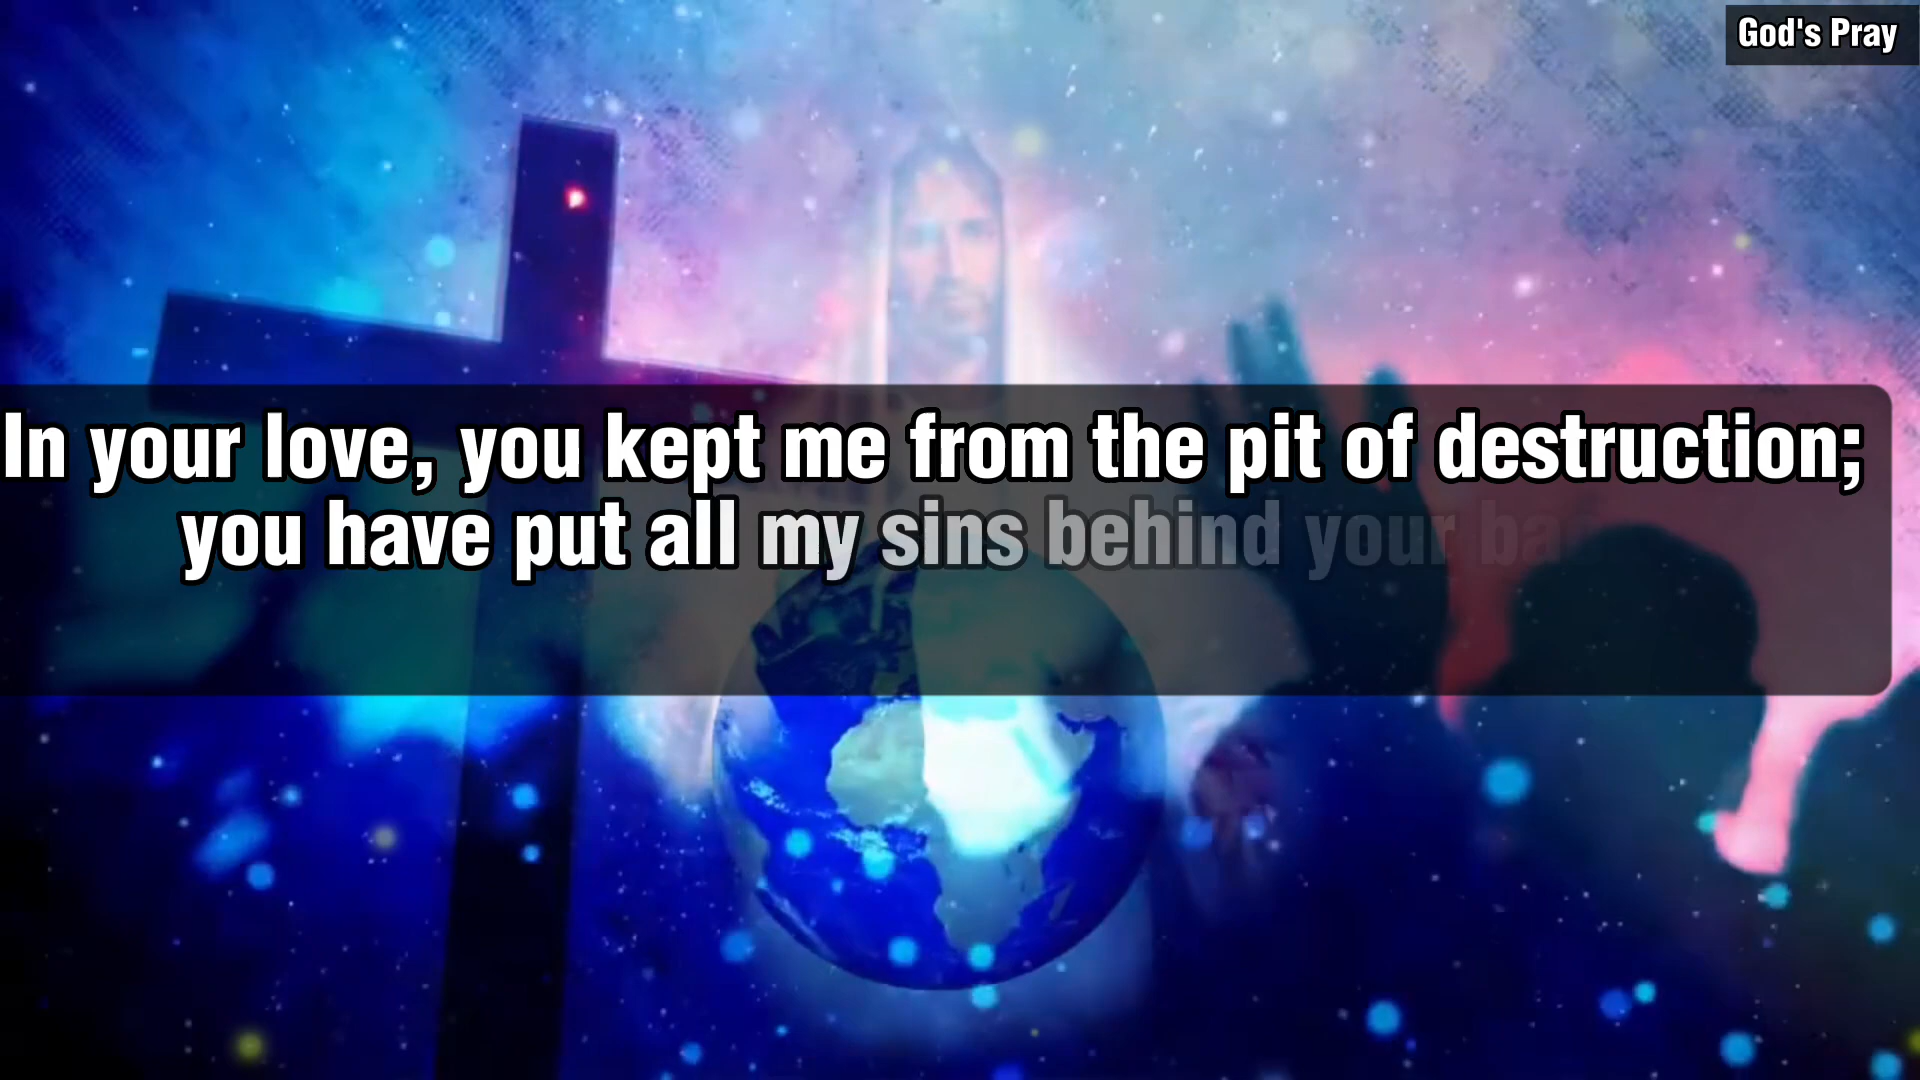 God's Pray
In your love, you kept me from the pit of destruction;
you have put all my sins behind your ba